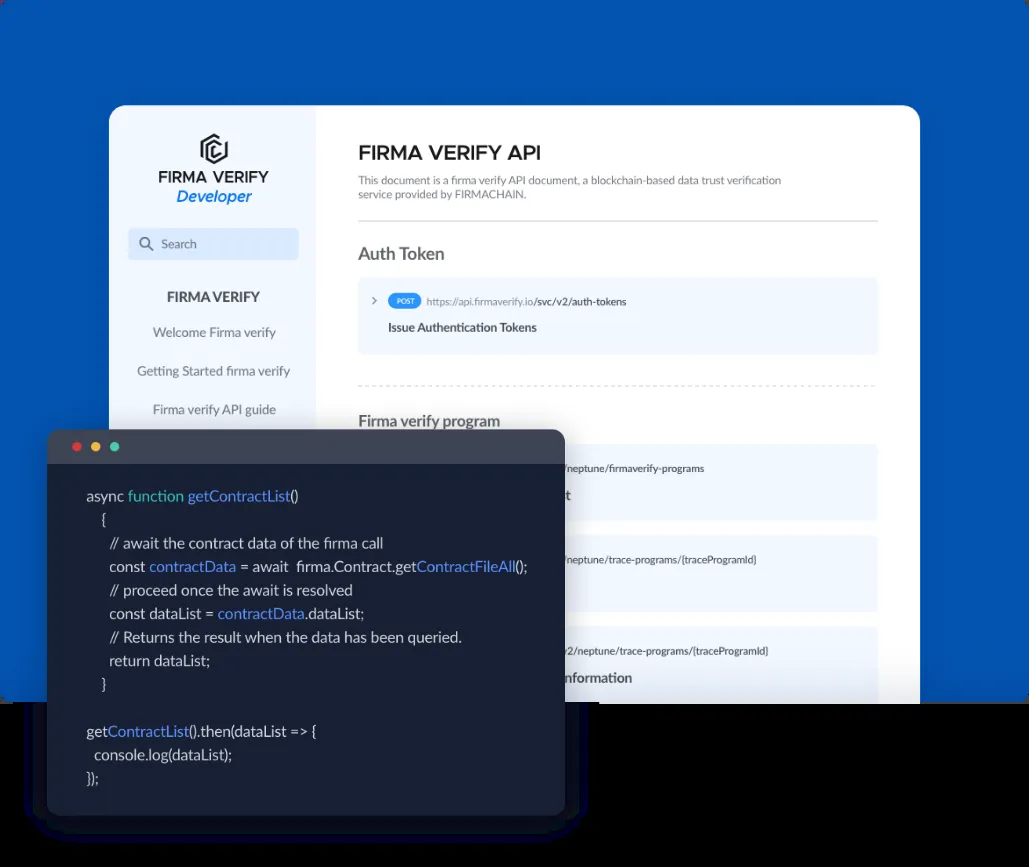 FIRMA VERIFY
Developer
Search
FIRMA VERIFY
Welcome Firma verify
Getting Started firma verify
Firma verify API guide
FIRMA VERIFY API
This document is a firma verify API document, a blockchain-based data trust verification
service provided by FIRMACHAIN.
Auth Token
POST https://api.firmaverify.io/svc/v2/auth-tokens
Issue Authentication Tokens
Firma verify program
/neptune/firmaverify-programs
t
/neptune/trace-programs/{traceProgramId}
v2/neptune/trace-programs/{traceProgramId}
nformation
async function getContractList()
{
// await the contract data of the firma call
const contractData = await firma.Contract.getContractFileAll();
// proceed once the await is resolved
const dataList = contractData.dataList;
// Returns the result when the data has been queried.
return dataList;
}
getContractList().then(dataList => {
console.log(dataList);
});